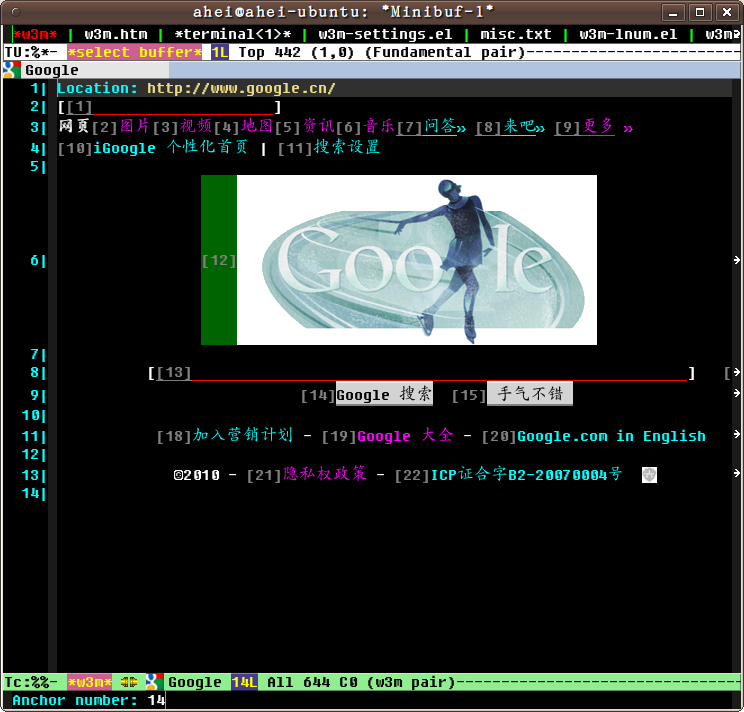 ahei@ahei-ubuntu: *Minibuf-1*
*w3m* | w3m.htm | *terminal<1>* | w3m-settings.el | misc.txt | w3m-lnum.el | w3m
TU:%*- *select buffer* 1L Top 442 (1,0) (Fundamental pair)
Google
1| Location: http://www.google.cn/
2| [[1] ]
3| 网页[2]图片[3]视频[4]地图[5]资讯[6]音乐[7]问答» [8]来吧» [9]更多 »
4| [10]iGoogle 个性化首页 | [11]搜索设置
5|
6| [12] Google
7|
8| [[13] ] [
9| [14]Google 搜索 [15] 手气不错
10|
11| [18]加入营销计划 - [19]Google 大全 - [20]Google.com in English
12|
13| ©2010 - [21]隐私权政策 - [22]ICP证合字B2-20070004号
14|
Tc:%%- *w3m* Google 14L All 644 C0 (w3m pair)
Anchor number: 14